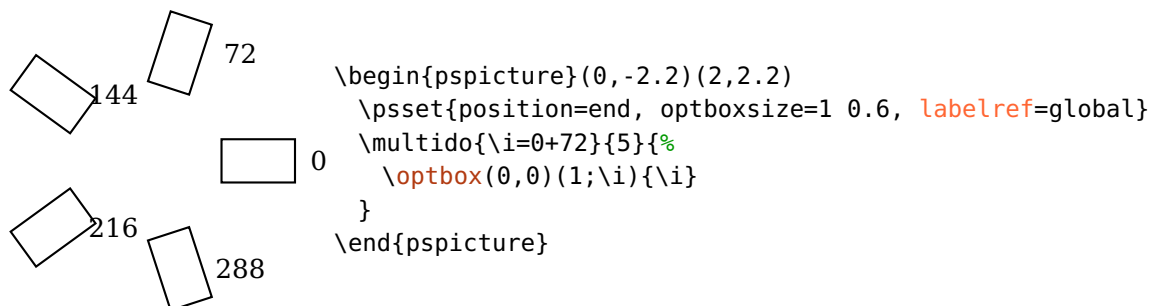 72
144
0
216
288
\begin{pspicture}(0,-2.2)(2,2.2)
  \psset{position=end, optboxsize=1 0.6, labelref=global}
  \multido{\i=0+72}{5}{%
    \optbox(0,0)(1;\i){\i}
  }
\end{pspicture}